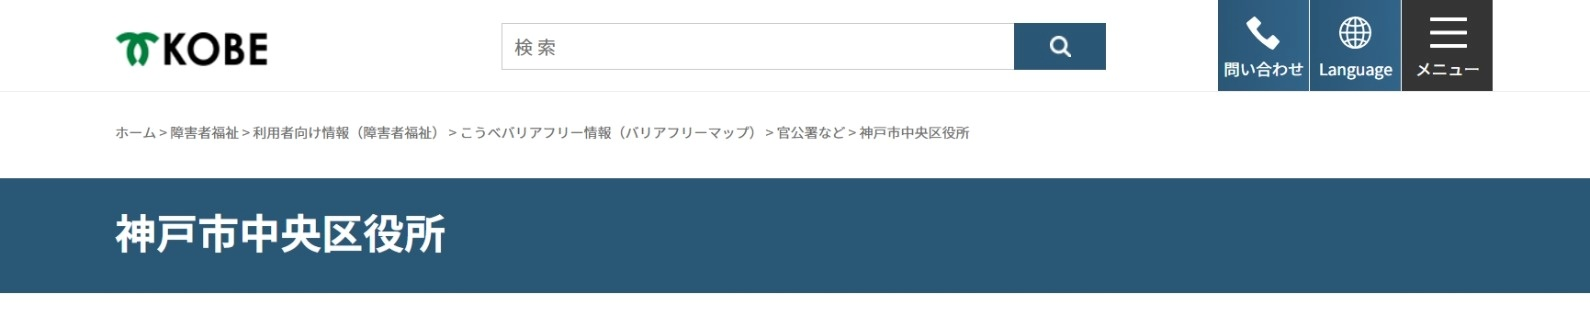 KOBE
検索
問い合わせ
Language
メニュー
ホーム > 障害者福祉 > 利用者向け情報（障害者福祉） > こうべバリアフリー情報（バリアフリーマップ） > 官公署など > 神戸市中央区役所
神戸市中央区役所